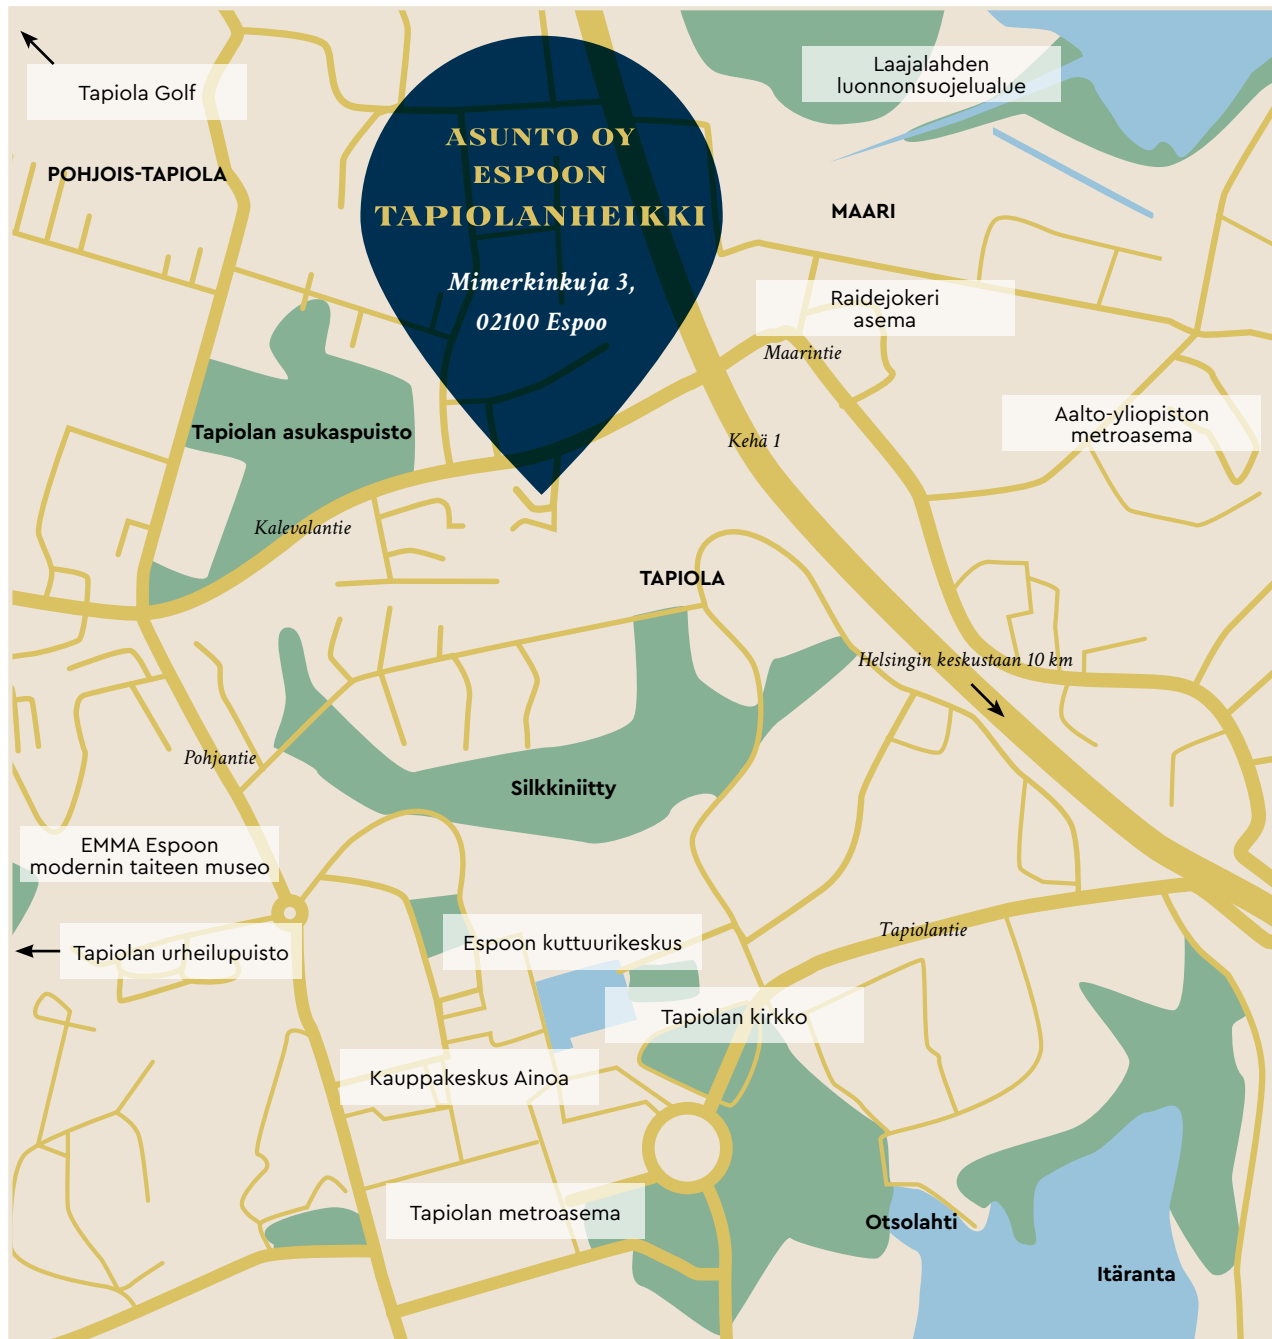 Laajalahden
luonnonsuojelualue
Tapiola Golf
ASUNTO OY
ESPOON
TAPIOLANHEIKKI
Mimerkinkuja 3,
02100 Espoo
POHJOIS-TAPIOLA
MAARI
Raidejokeri
asema
Maarintie
Aalto-yliopiston
metroasema
Tapiolan asukaspuisto
Kehä 1
Kalevalantie
TAPIOLA
Helsingin keskustaan 10 km
Pohjantie
Silkkiniitty
EMMA Espoon
modernin taiteen museo
Tapiolantie
Espoon kuttuurikeskus
Tapiolan urheilupuisto
Tapiolan kirkko
Kauppakeskus Ainoa
Tapiolan metroasema
Otsolahti
Itäranta